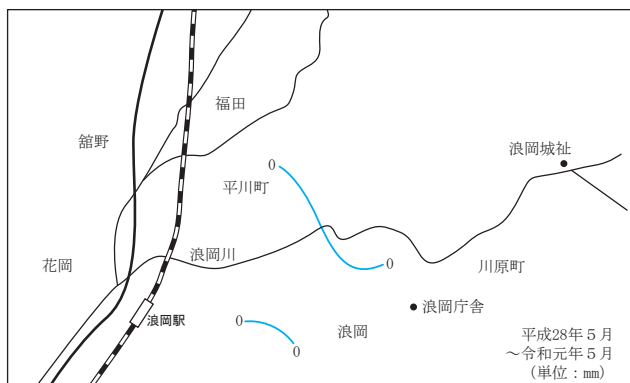 福田
舘野
浪岡城祉
0
平川町
花岡
浪岡川
川原町
0
浪岡庁舎
0
浪岡駅
浪岡
0
平成28年5月
～令和元年5月
（単位：mm）